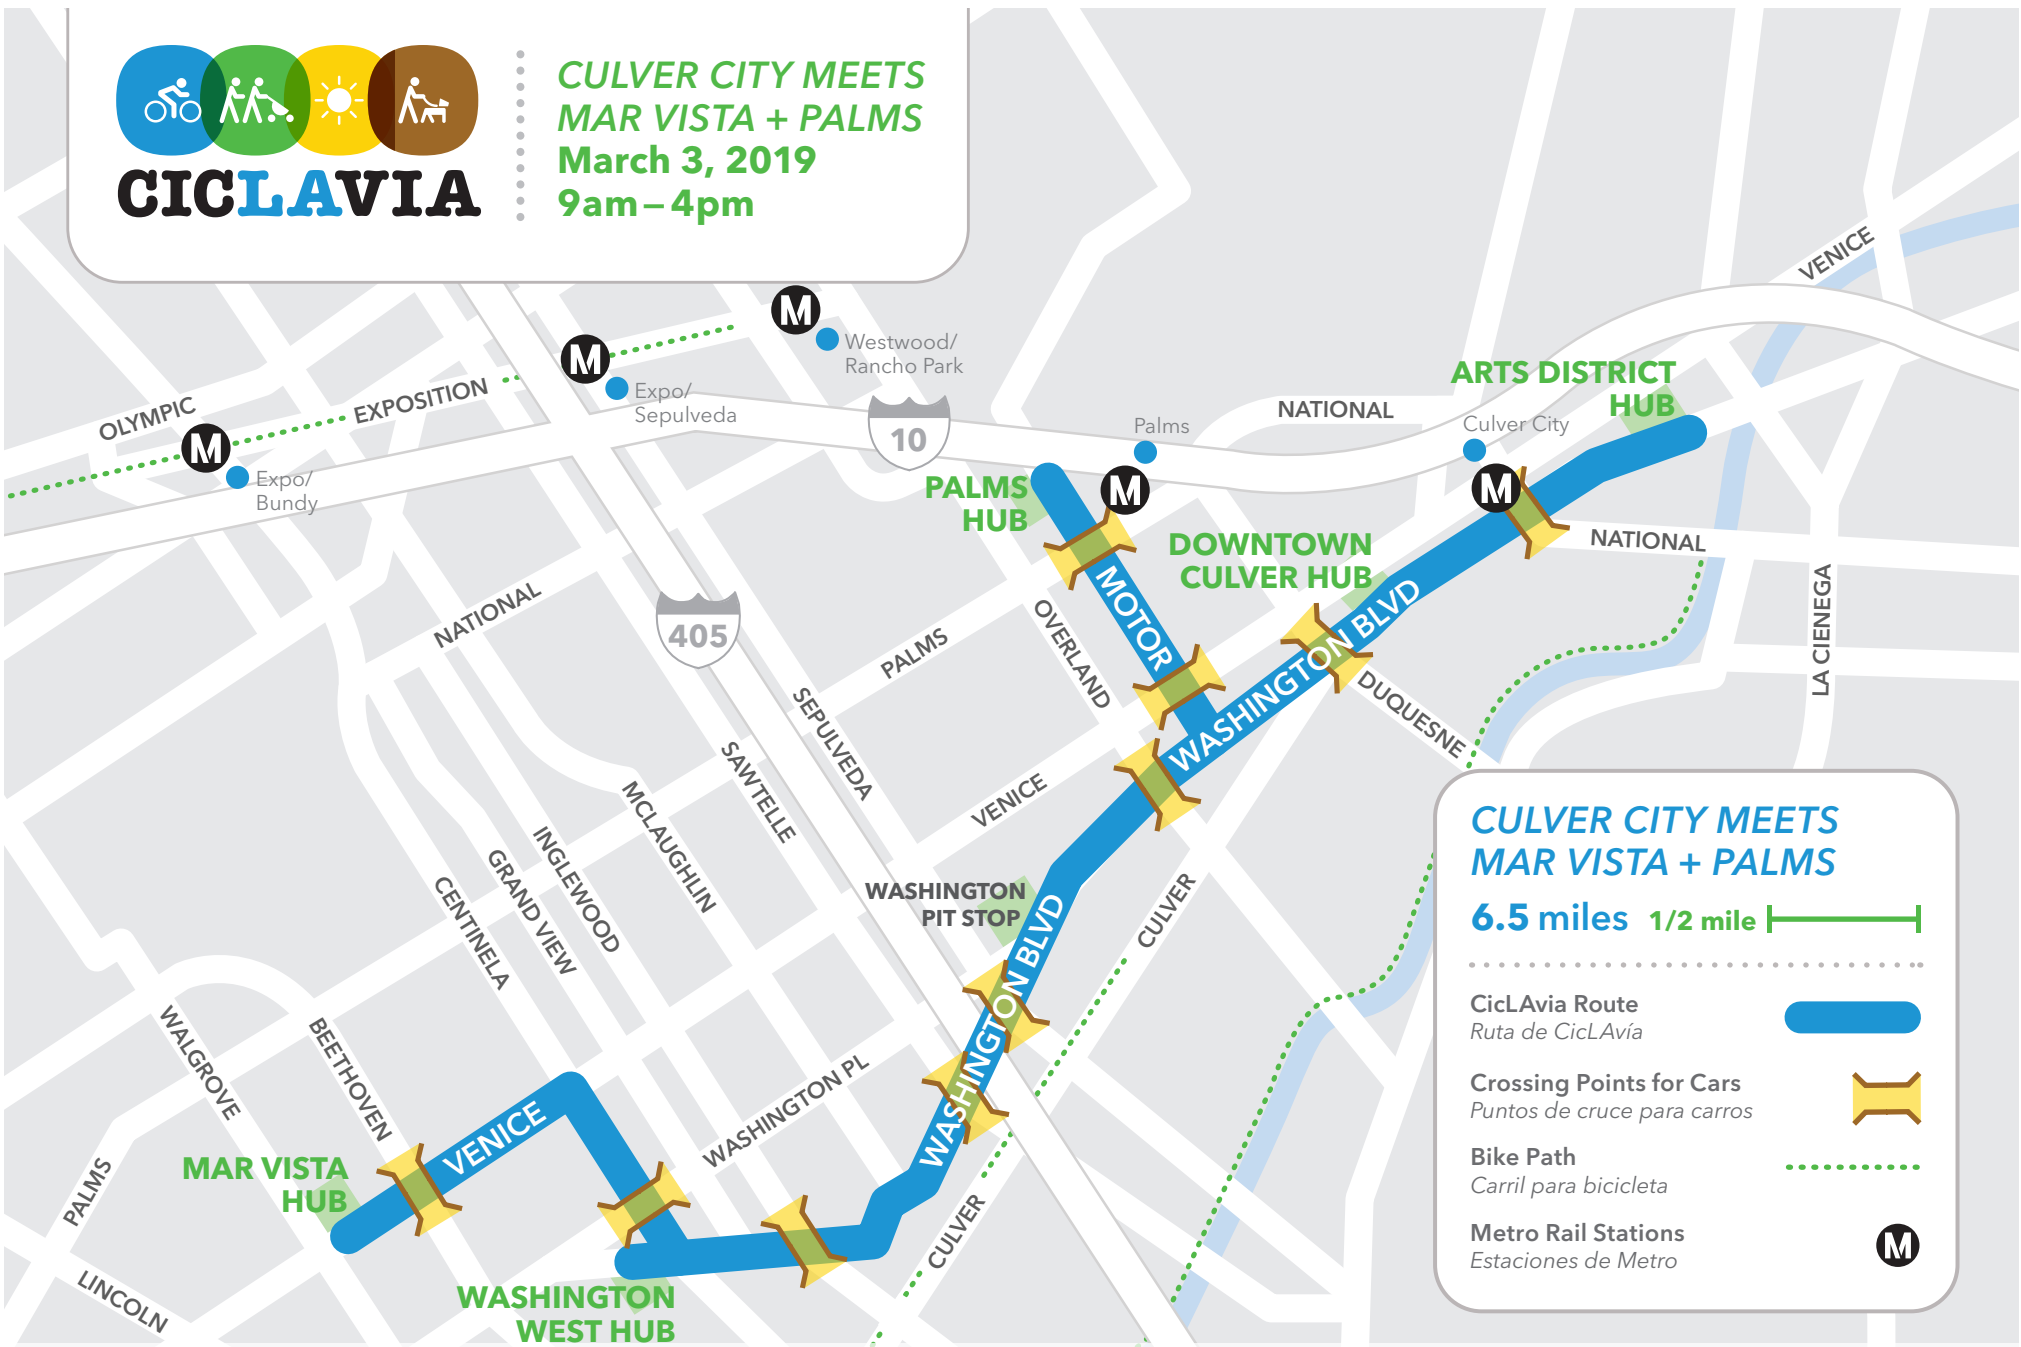 CICLAVIA
CULVER CITY MEETS
MAR VISTA + PALMS
March 3, 2019
9am – 4pm
VENICE
M
Westwood/
Rancho Park
M
Expo/
Sepulveda
OLYMPIC
EXPOSITION
M
Expo/
Bundy
10
NATIONAL
Palms
M
Culver City
M
ARTS DISTRICT
HUB
PALMS
HUB
DOWNTOWN
CULVER HUB
NATIONAL
NATIONAL
405
PALMS
OVERLAND
MOTOR
WASHINGTON BLVD
DUQUESNE
LA CIENEGA
SEPULVEDA
SAWTELLE
VENICE
MCLAUGHLIN
INGLEWOOD
GRAND VIEW
CENTINELA
WASHINGTON
PIT STOP
WASHINGTON BLVD
CULVER
WALGROVE
BEETHOVEN
WASHINGTON PL
WASHINGTON BLVD
VENICE
MAR VISTA
HUB
PALMS
LINCOLN
CULVER
WASHINGTON
WEST HUB
CULVER CITY MEETS
MAR VISTA + PALMS
6.5 miles 1/2 mile
CicLAvia Route
Ruta de CicLAvía
Crossing Points for Cars
Puntos de cruce para carros
Bike Path
Carril para bicicleta
Metro Rail Stations
Estaciones de Metro
M